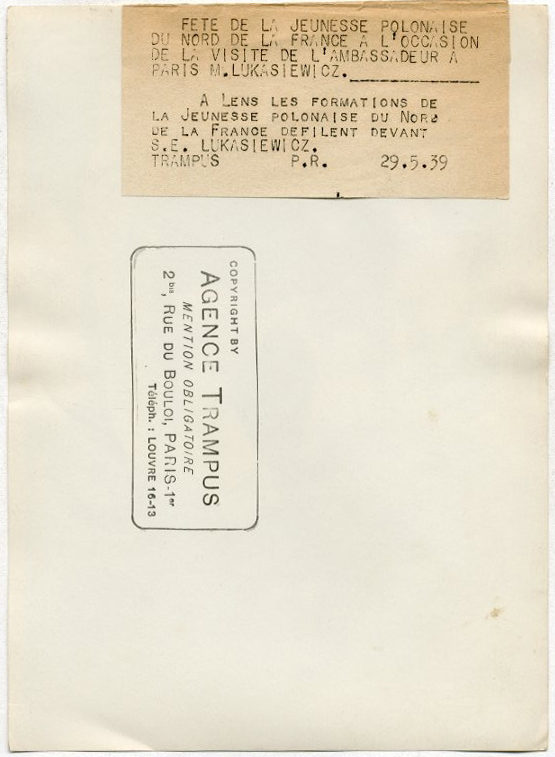 FETE DE LA JEUNESSE POLONAISE
DU NORD DE LA FRANCE A L'OCCASION
DE LA VISITE DE L'AMBASSADEUR A
PARIS M.LUKASIEWICZ.
A LENS LES FORMATIONS DE
LA JEUNESSE POLONAISE DU NORD
DE LA FRANCE DEFILENT DEVANT
S.E. LUKASIEWICZ.
TRAMPUS P.R. 29.5.39
COPYRIGHT BY
AGENCE TRAMPUS
MENTION OBLIGATOIRE
2 bis, RUE DU BOULOI, PARIS-1er
Téléph. : LOUVRE 16-13